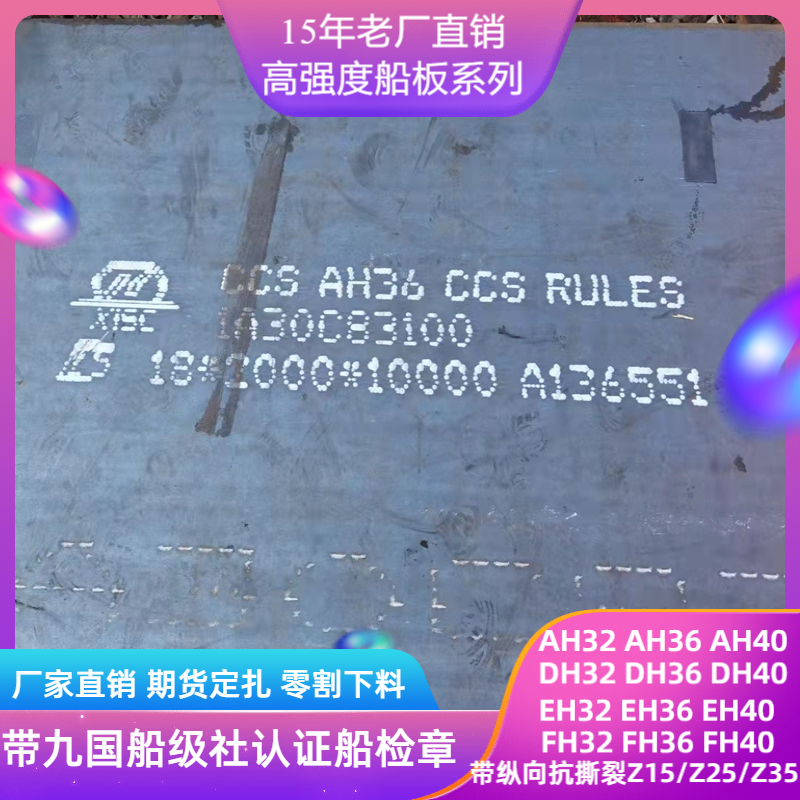 15年老厂直销
高强度船板系列
CCS AH36 CCS RULES
XISC
1A30C83100
18*2000*10000 A136551
厂家直销 期货定扎 零割下料
带九国船级社认证船检章
AH32 AH36 AH40
DH32 DH36 DH40
EH32 EH36 EH40
FH32 FH36 FH40
带纵向抗撕裂Z15/Z25/Z35